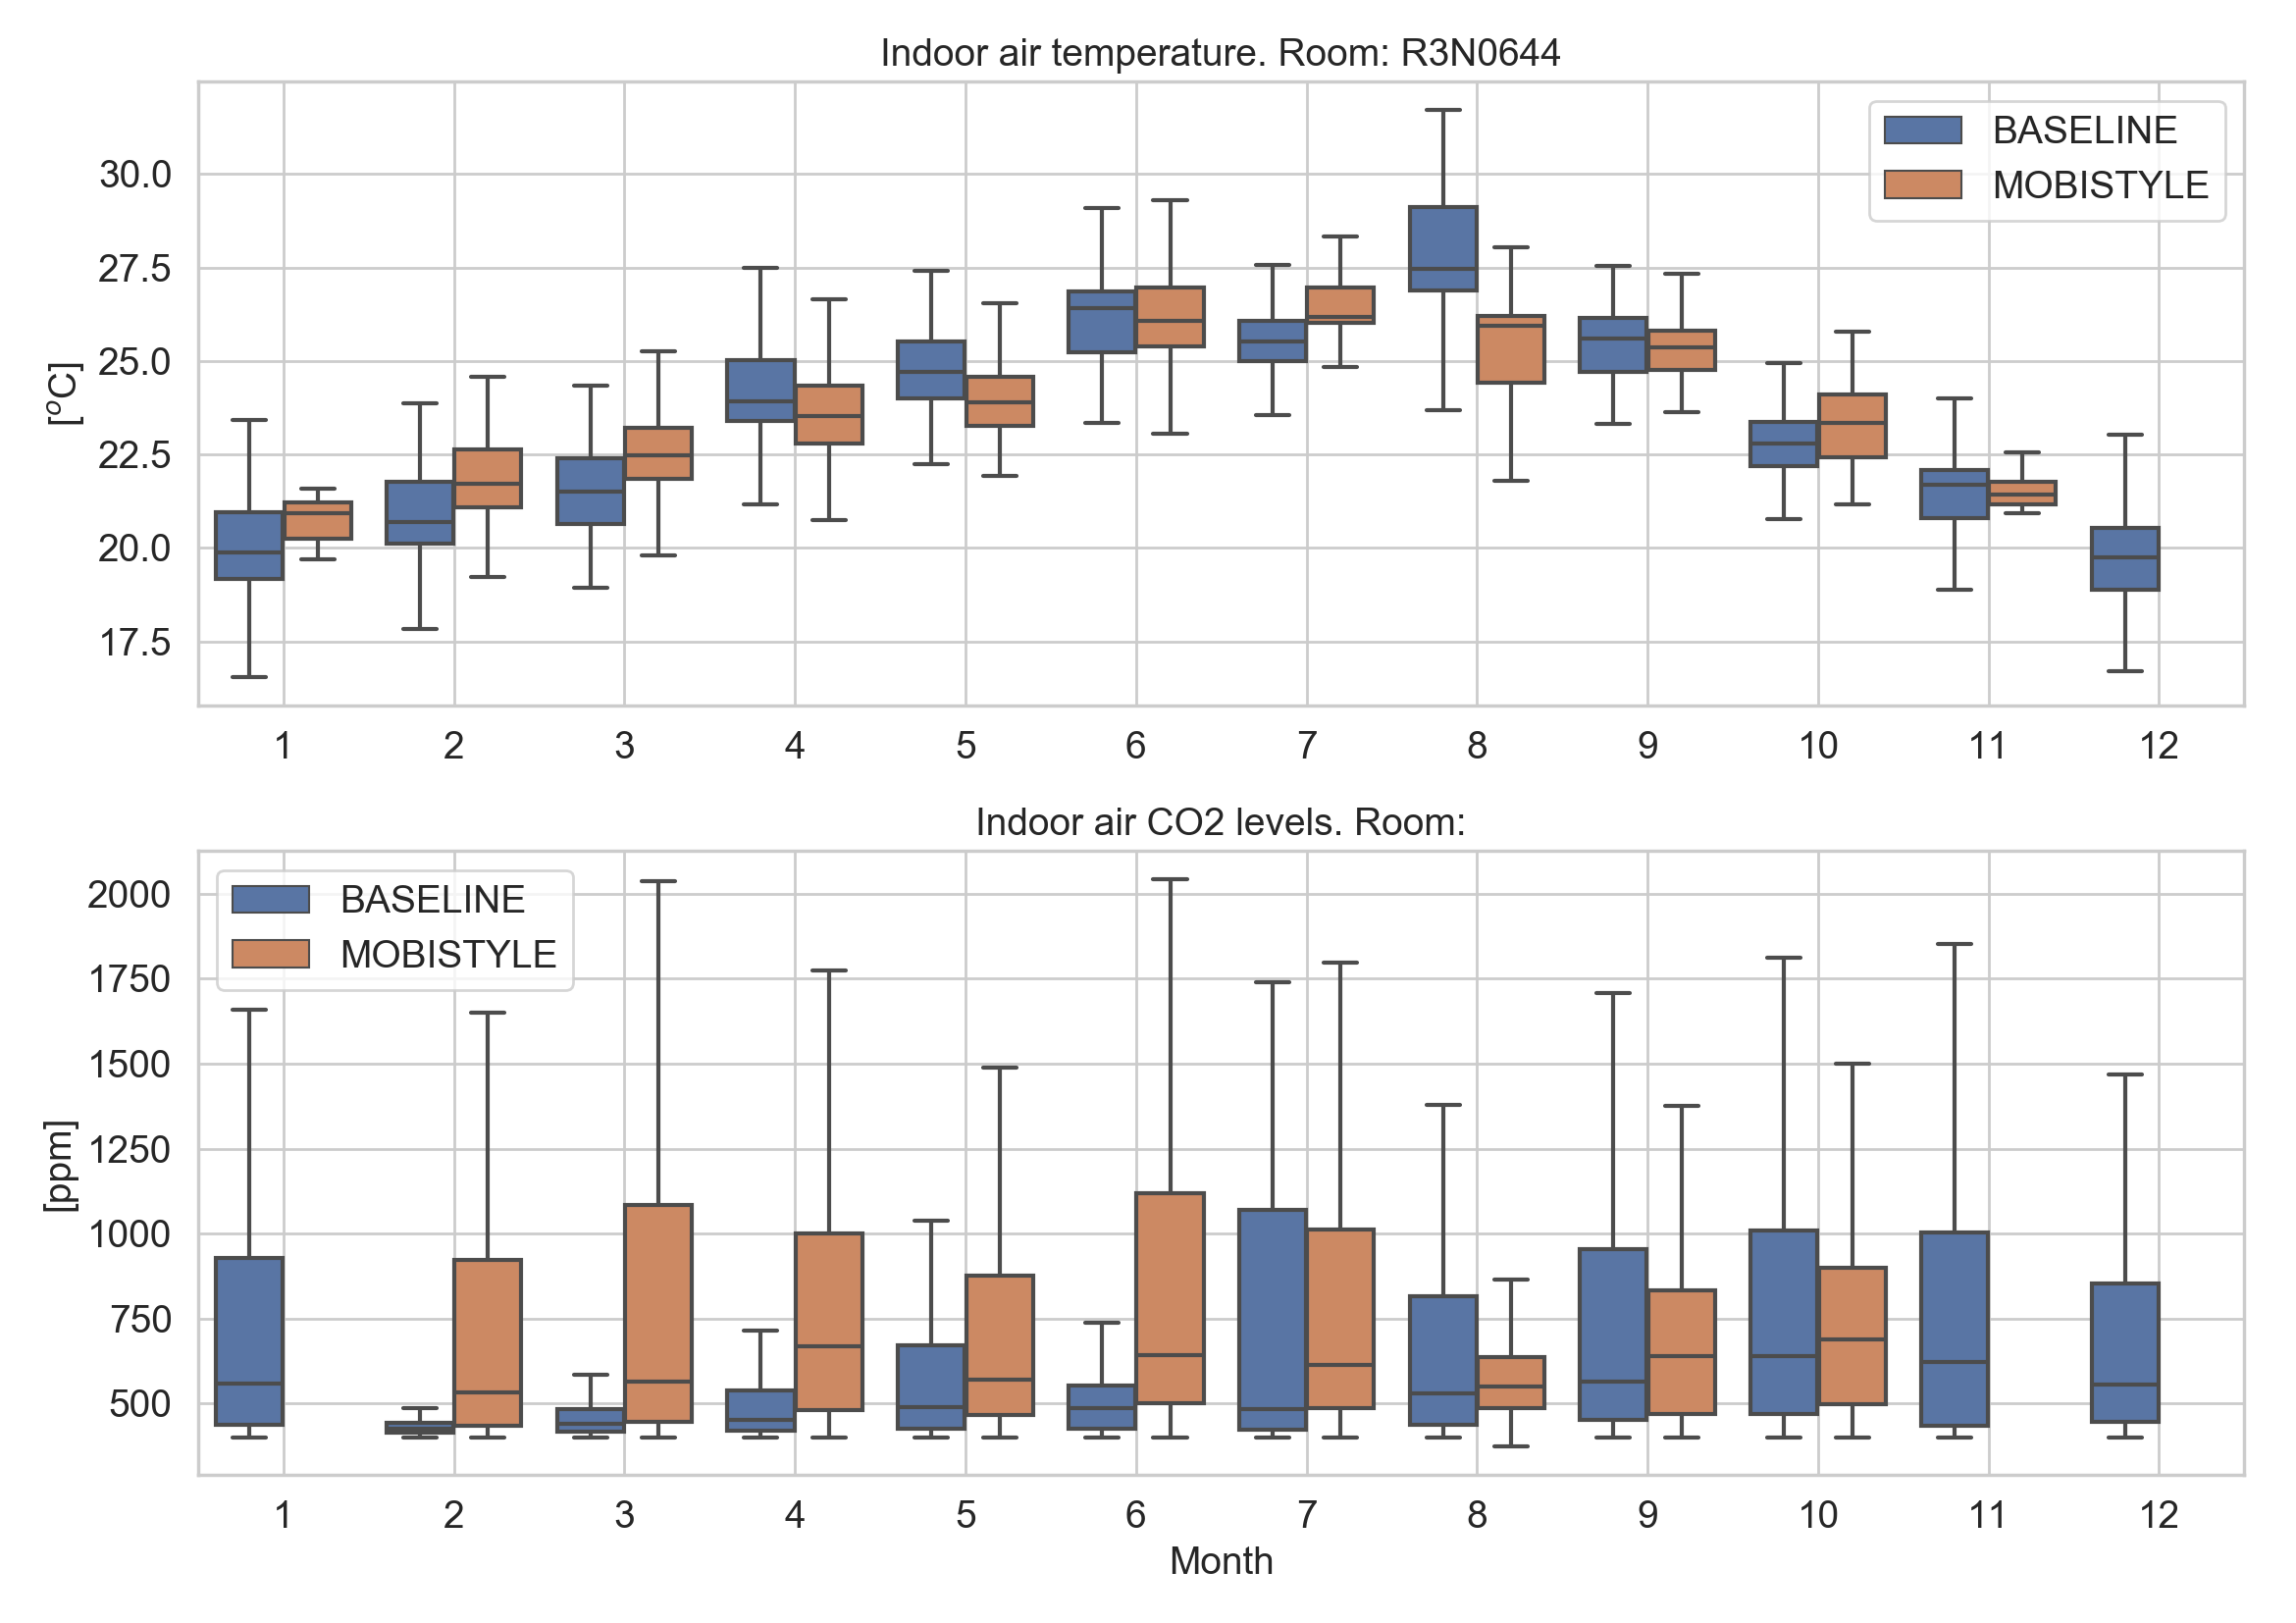 Indoor air temperature. Room: R3N0644
BASELINE
MOBISTYLE
30.0
27.5
25.0
22.5
20.0
17.5
[°C]
1 2 3 4 5 6 7 8 9 10 11 12
Indoor air CO2 levels. Room:
BASELINE
MOBISTYLE
2000
1750
1500
1250
1000
750
500
[ppm]
1 2 3 4 5 6 7 8 9 10 11 12
Month